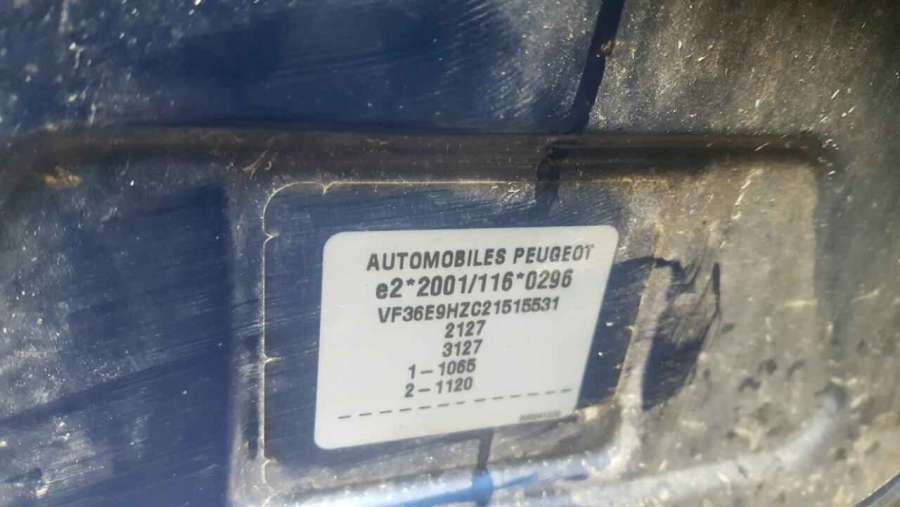 AUTOMOBILES PEUGEOT
e2*2001/116*0296
VF36E9HZC21515531
2127
3127
1-1065
2-1120